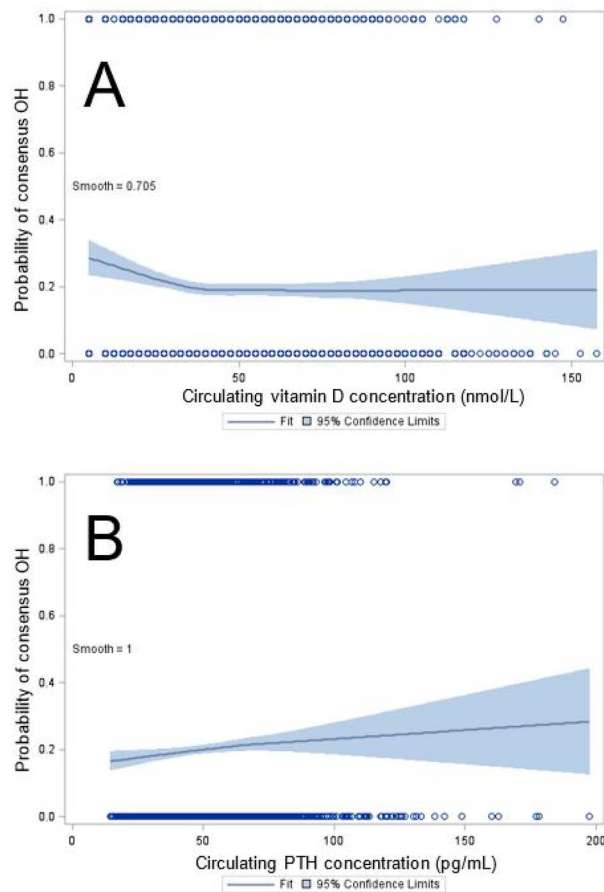 A
Probability of consensus OH
1.0
0.8
0.6
0.4
0.2
0.0
Smooth = 0.705
0 50 100 150
Circulating vitamin D concentration (nmol/L)
Fit 95% Confidence Limits
B
Probability of consensus OH
1.0
0.8
0.6
0.4
0.2
0.0
Smooth = 1
0 50 100 150 200
Circulating PTH concentration (pg/mL)
Fit 95% Confidence Limits